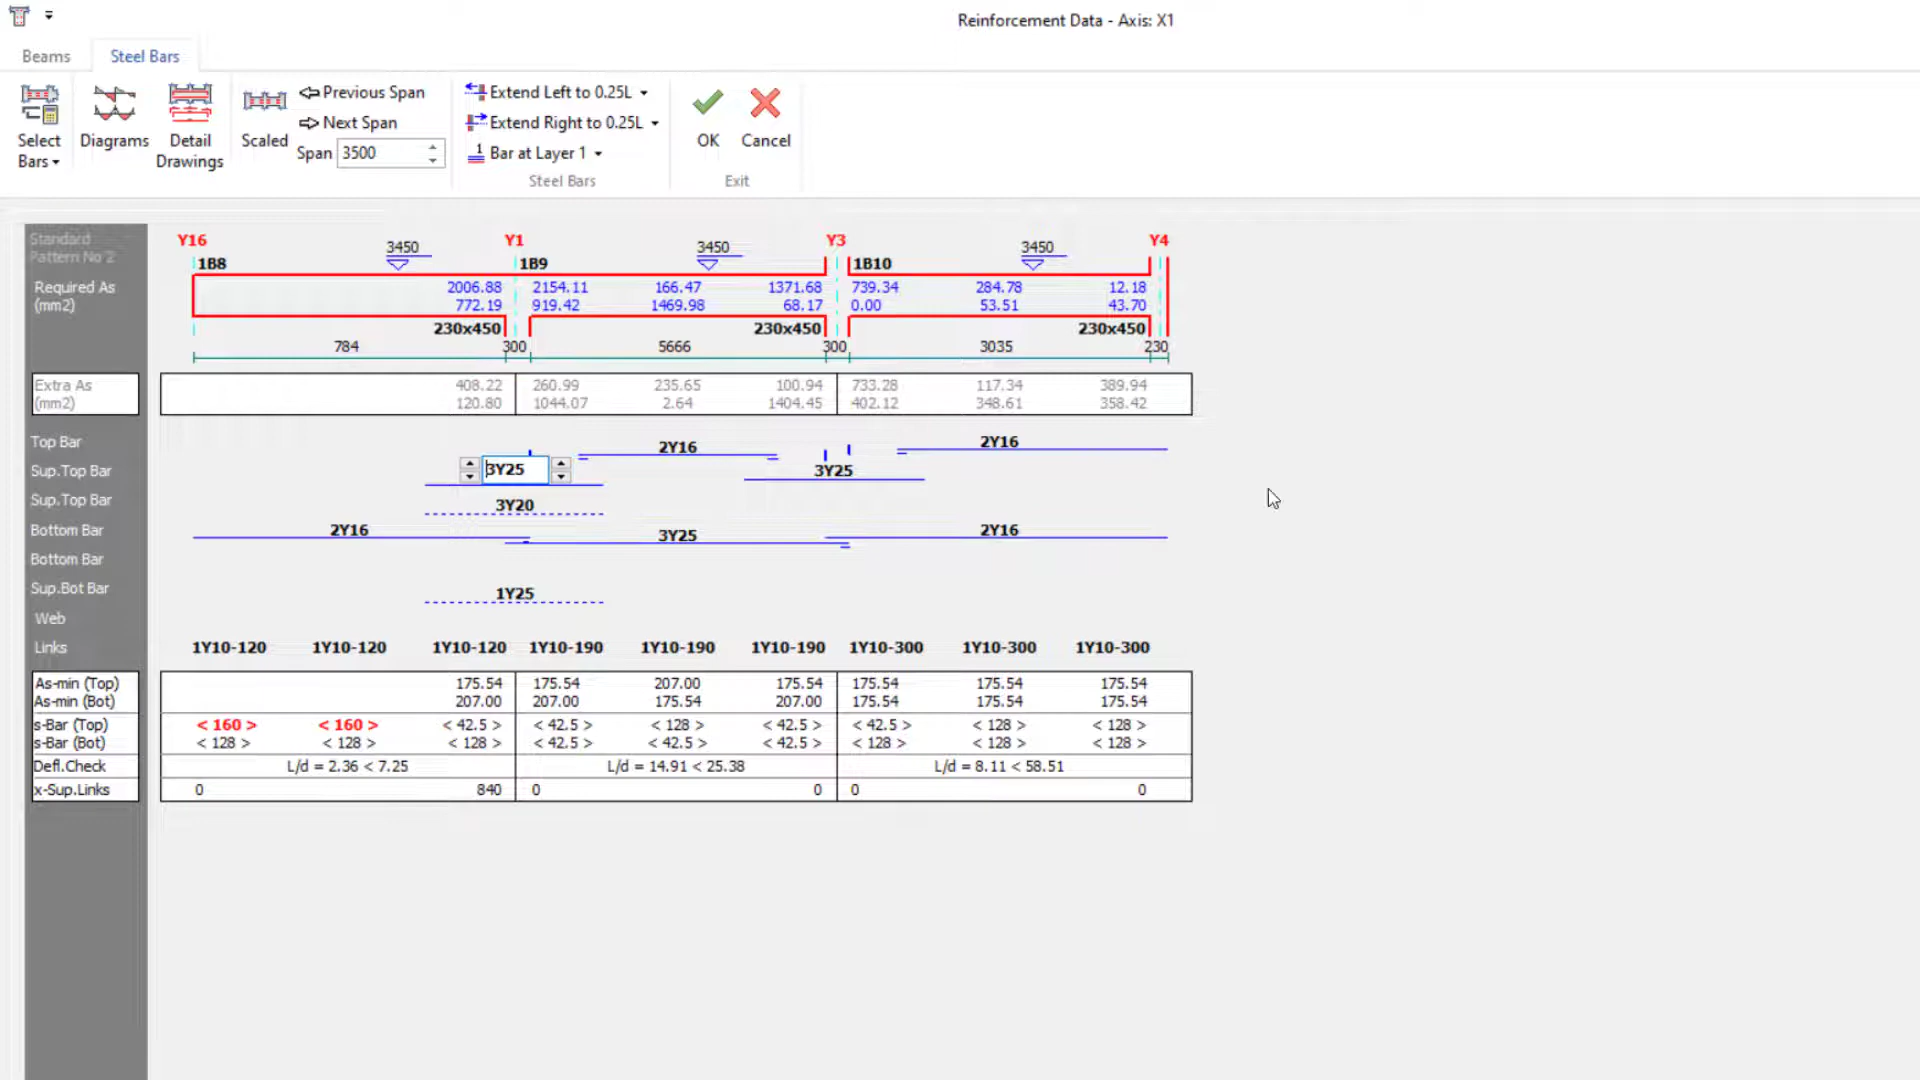 Reinforcement Data - Axis: X1
Beams Steel Bars
Select Bars Diagrams Detail Drawings Scaled
Previous Span
Next Span
Span 3500
Extend Left to 0.25L
Extend Right to 0.25L
1 Bar at Layer 1
OK Cancel
Steel Bars Exit
Standard
Pattern No 2
Y16 3450 Y1 3450 Y3 3450 Y4
1B8 1B9 1B10
Required As
(mm2)
2006.88 2154.11 166.47 1371.68 739.34 284.78 12.18
772.19 919.42 1469.98 68.17 0.00 53.51 43.70
230x450 230x450 230x450
784 300 5666 300 3035 230
Extra As 408.22 260.99 235.65 100.94 733.28 117.34 389.94
(mm2) 120.80 1044.07 2.64 1404.45 402.12 348.61 358.42
Top Bar 2Y16 2Y16
Sup.Top Bar 3Y25 3Y25
Sup.Top Bar 3Y20
Bottom Bar 2Y16 2Y16
Bottom Bar 3Y25
Sup.Bot Bar 1Y25
Web
Links 1Y10-120 1Y10-120 1Y10-120 1Y10-190 1Y10-190 1Y10-190 1Y10-300 1Y10-300 1Y10-300
As-min (Top) 175.54 175.54 207.00 175.54 175.54 175.54 175.54
As-min (Bot) 207.00 207.00 175.54 207.00 175.54 175.54 175.54
s-Bar (Top) < 160 > < 160 > < 42.5 > < 42.5 > < 128 > < 42.5 > < 42.5 > < 128 > < 128 >
s-Bar (Bot) < 128 > < 128 > < 128 > < 42.5 > < 42.5 > < 42.5 > < 128 > < 128 > < 128 >
Defl.Check L/d = 2.36 < 7.25 L/d = 14.91 < 25.38 L/d = 8.11 < 58.51
x-Sup.Links 0 840 0 0 0 0